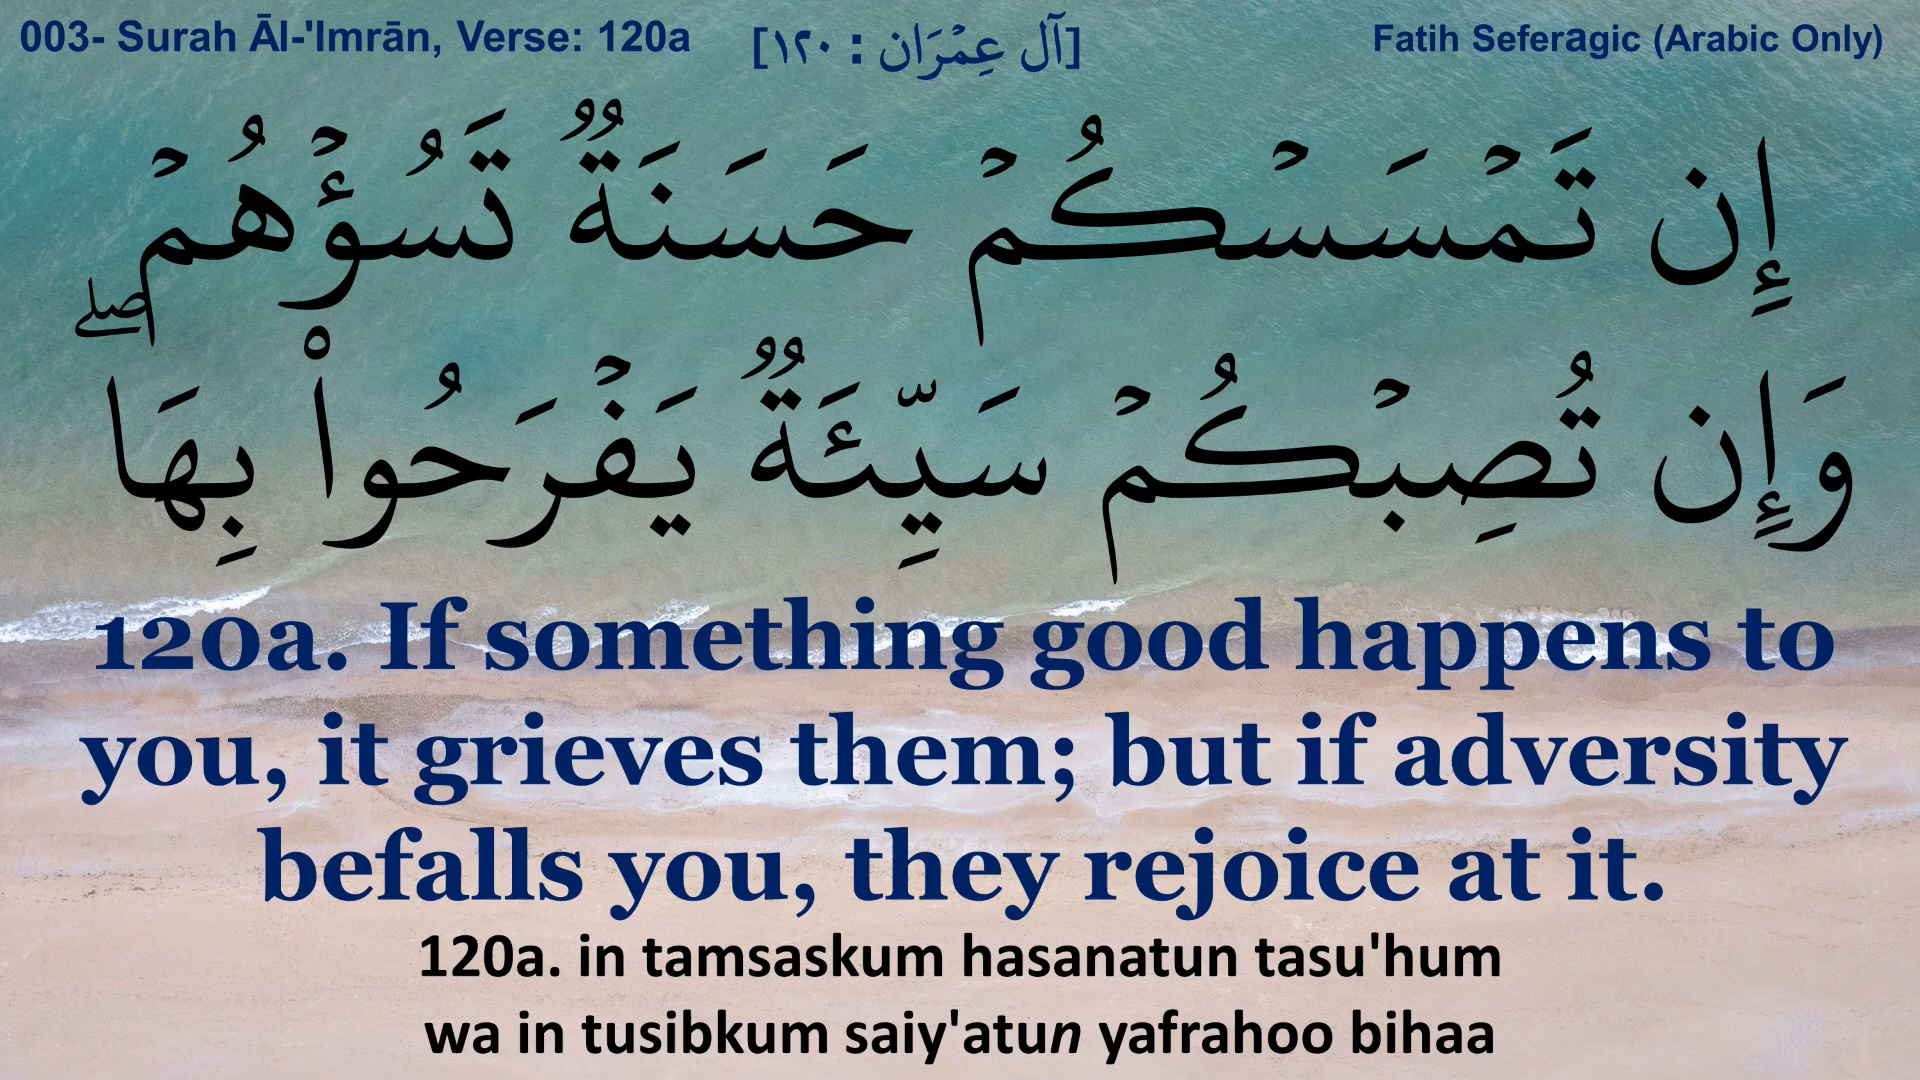 003- Surah Āl-'Imrān, Verse: 120a
[آل عِمْرَان : ١٢٠]
Fatih Seferagic (Arabic Only)
إِن تَمۡسَسۡكُمۡ حَسَنَةٌ تَسُؤۡهُمۡ
وَإِن تُصِبۡكُمۡ سَيِّئَةٌ يَفۡرَحُواْ بِهَاۖ
120a. If something good happens to
you, it grieves them; but if adversity
befalls you, they rejoice at it.
120a. in tamsaskum hasanatun tasu'hum
wa in tusibkum saiy'atun yafrahoo bihaa